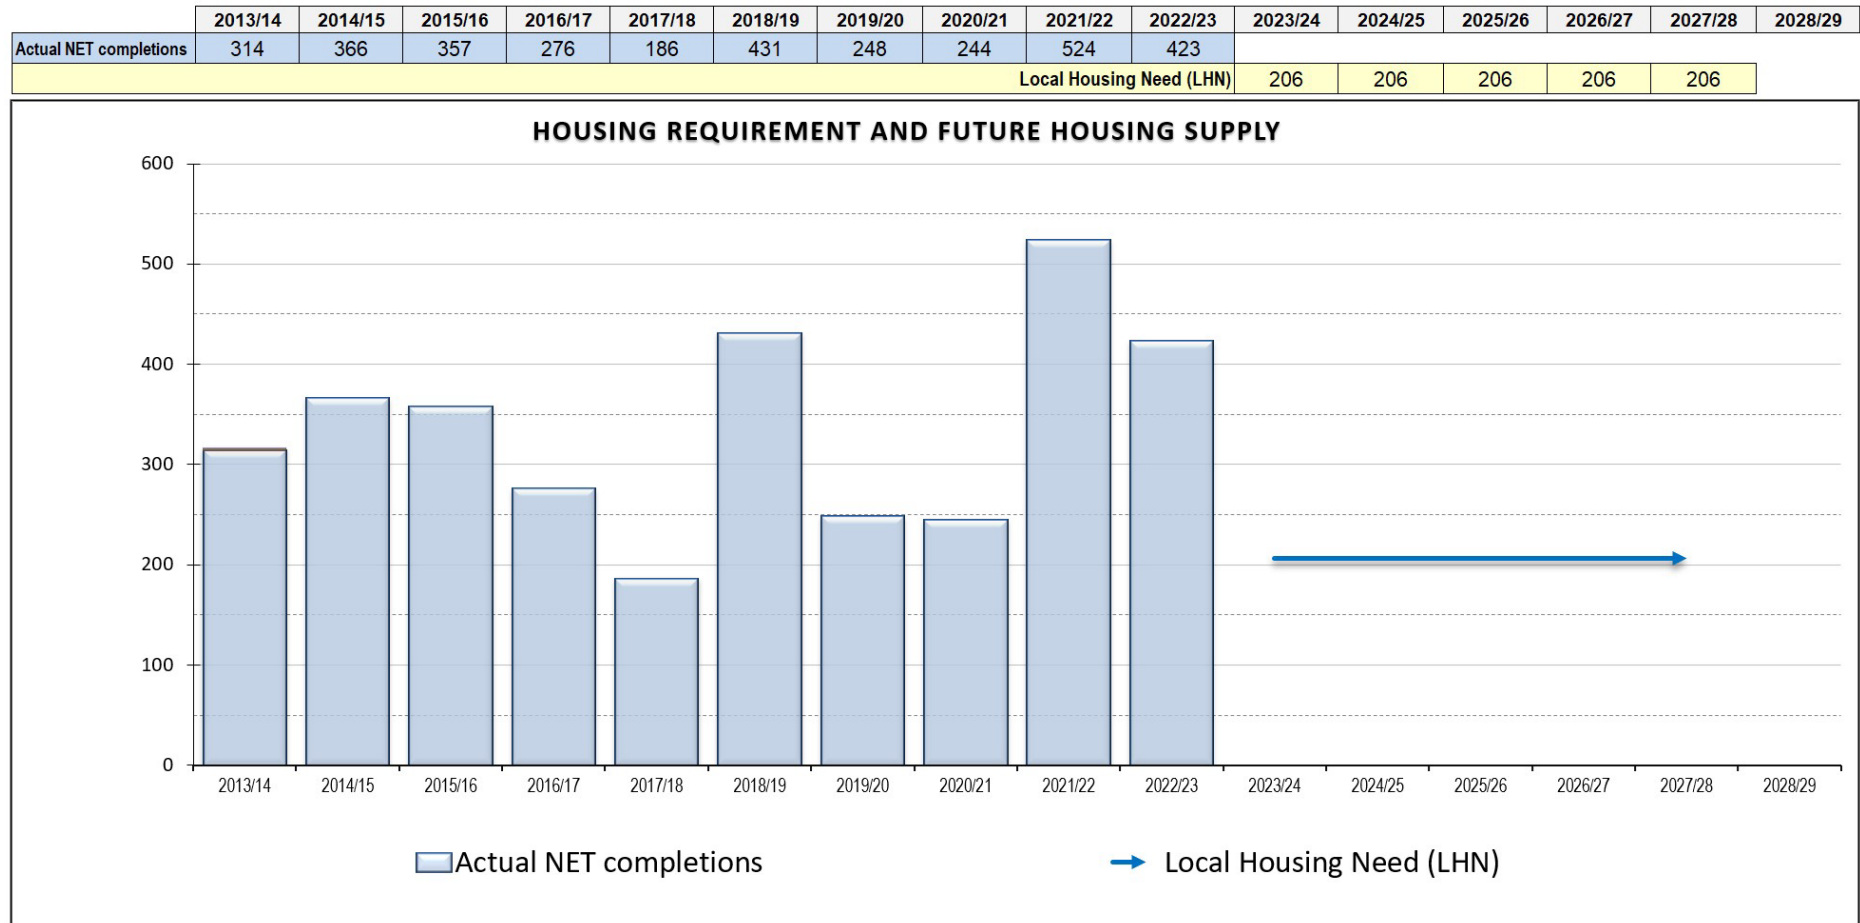 2013/14 2014/15 2015/16 2016/17 2017/18 2018/19 2019/20 2020/21 2021/22 2022/23 2023/24 2024/25 2025/26 2026/27 2027/28 2028/29
Actual NET completions 314 366 357 276 186 431 248 244 524 423
Local Housing Need (LHN) 206 206 206 206 206
HOUSING REQUIREMENT AND FUTURE HOUSING SUPPLY
600
500
400
300
200
100
0
2013/14 2014/15 2015/16 2016/17 2017/18 2018/19 2019/20 2020/21 2021/22 2022/23 2023/24 2024/25 2025/26 2026/27 2027/28 2028/29
Actual NET completions Local Housing Need (LHN)